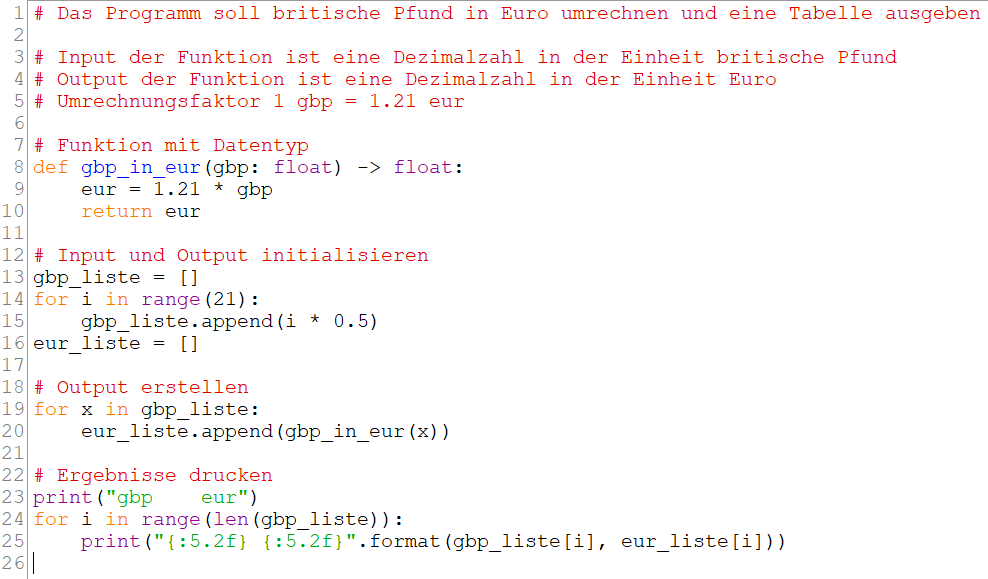 1 # Das Programm soll britische Pfund in Euro umrechnen und eine Tabelle ausgeben
2
3 # Input der Funktion ist eine Dezimalzahl in der Einheit britische Pfund
4 # Output der Funktion ist eine Dezimalzahl in der Einheit Euro
5 # Umrechnungsfaktor 1 gbp = 1.21 eur
6
7 # Funktion mit Datentyp
8 def gbp_in_eur(gbp: float) -> float:
9     eur = 1.21 * gbp
10     return eur
11
12 # Input und Output initialisieren
13 gbp_liste = []
14 for i in range(21):
15     gbp_liste.append(i * 0.5)
16 eur_liste = []
17
18 # Output erstellen
19 for x in gbp_liste:
20     eur_liste.append(gbp_in_eur(x))
21
22 # Ergebnisse drucken
23 print("gbp    eur")
24 for i in range(len(gbp_liste)):
25     print("{:5.2f} {:5.2f}".format(gbp_liste[i], eur_liste[i]))
26